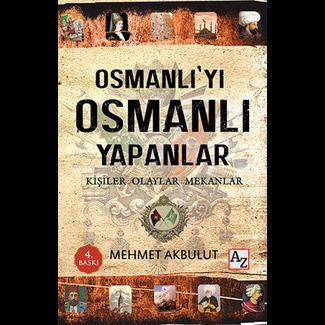 OSMANLI'YI
OSMANLI
YAPANLAR
KİŞİLER OLAYLAR MEKANLAR
4.
BASKI
MEHMET AKBULUT
AZ